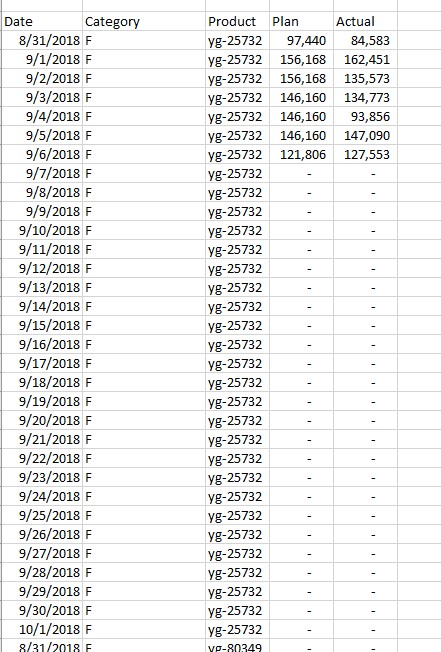 Date Category Product Plan Actual
8/31/2018 F yg-25732 97,440 84,583
9/1/2018 F yg-25732 156,168 162,451
9/2/2018 F yg-25732 156,168 135,573
9/3/2018 F yg-25732 146,160 134,773
9/4/2018 F yg-25732 146,160 93,856
9/5/2018 F yg-25732 146,160 147,090
9/6/2018 F yg-25732 121,806 127,553
9/7/2018 F yg-25732 - -
9/8/2018 F yg-25732 - -
9/9/2018 F yg-25732 - -
9/10/2018 F yg-25732 - -
9/11/2018 F yg-25732 - -
9/12/2018 F yg-25732 - -
9/13/2018 F yg-25732 - -
9/14/2018 F yg-25732 - -
9/15/2018 F yg-25732 - -
9/16/2018 F yg-25732 - -
9/17/2018 F yg-25732 - -
9/18/2018 F yg-25732 - -
9/19/2018 F yg-25732 - -
9/20/2018 F yg-25732 - -
9/21/2018 F yg-25732 - -
9/22/2018 F yg-25732 - -
9/23/2018 F yg-25732 - -
9/24/2018 F yg-25732 - -
9/25/2018 F yg-25732 - -
9/26/2018 F yg-25732 - -
9/27/2018 F yg-25732 - -
9/28/2018 F yg-25732 - -
9/29/2018 F yg-25732 - -
9/30/2018 F yg-25732 - -
10/1/2018 F yg-25732 - -
8/31/2018 F yg-80349 - -